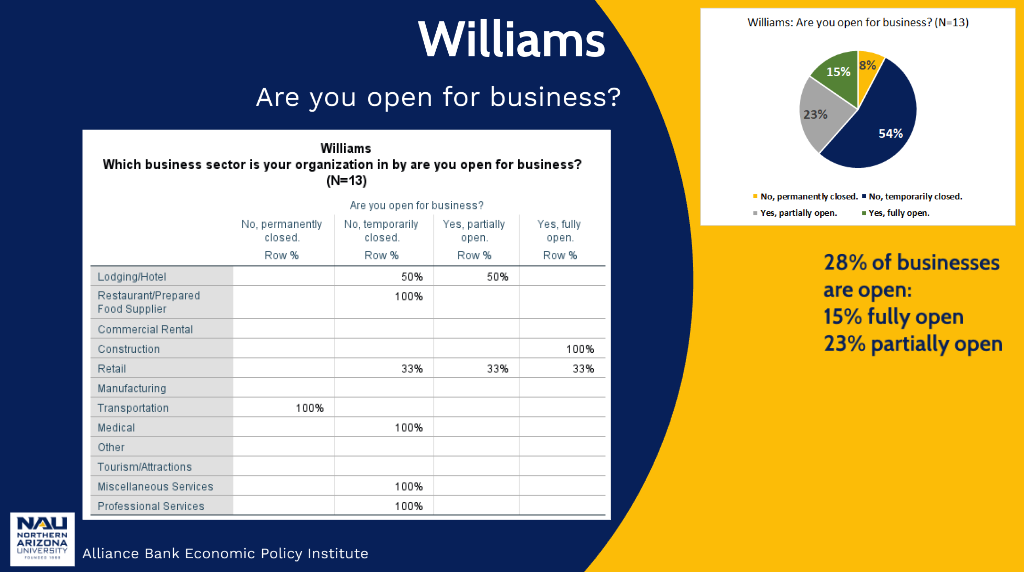 Williams
Are you open for business?
Williams
Which business sector is your organization in by are you open for business?
(N=13)
Are you open for business?
No, permanently closed. No, temporarily closed. Yes, partially open. Yes, fully open.
Row % Row % Row % Row %
Lodging/Hotel 50% 50%
Restaurant/Prepared Food Supplier 100%
Commercial Rental
Construction 100%
Retail 33% 33% 33%
Manufacturing
Transportation 100%
Medical 100%
Other
Tourism/Attractions
Miscellaneous Services 100%
Professional Services 100%
Williams: Are you open for business? (N=13)
8%
15%
23%
54%
No, permanently closed. No, temporarily closed.
Yes, partially open. Yes, fully open.
28% of businesses
are open:
15% fully open
23% partially open
NAU
NORTHERN
ARIZONA
UNIVERSITY
FOUNDED 1899
Alliance Bank Economic Policy Institute